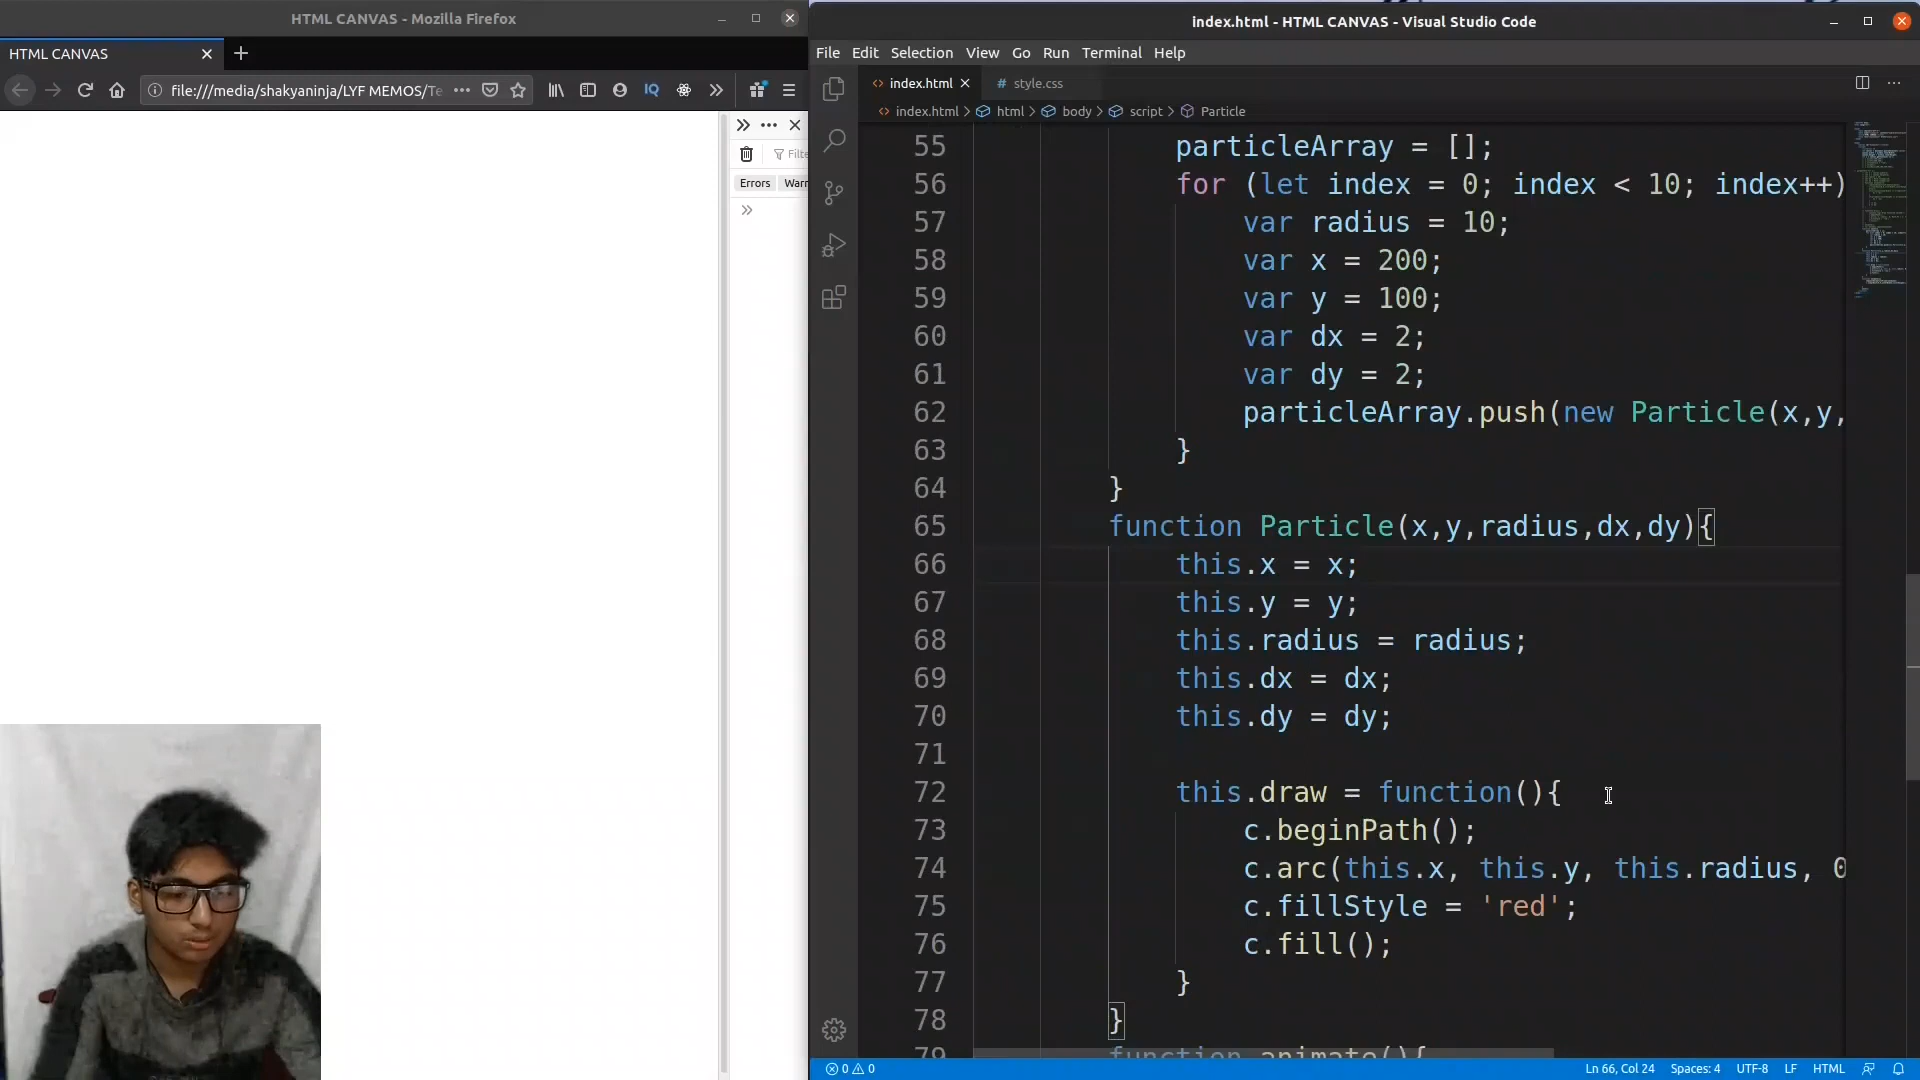 HTML CANVAS - Mozilla Firefox
HTML CANVAS
file:///media/shakyaninja/LYF MEMOS/Te
IQ
Filte
Errors
Warr
index.html - HTML CANVAS - Visual Studio Code
File Edit Selection View Go Run Terminal Help
index.html
# style.css
index.html > html > body > script > Particle
55 particleArray = [];
56 for (let index = 0; index < 10; index++)
57 var radius = 10;
58 var x = 200;
59 var y = 100;
60 var dx = 2;
61 var dy = 2;
62 particleArray.push(new Particle(x,y,
63 }
64 }
65 function Particle(x,y,radius,dx,dy){
66 this.x = x;
67 this.y = y;
68 this.radius = radius;
69 this.dx = dx;
70 this.dy = dy;
71
72 this.draw = function(){
73 c.beginPath();
74 c.arc(this.x, this.y, this.radius, 0
75 c.fillStyle = 'red';
76 c.fill();
77 }
78 }
79 function animate(){
0 0
Ln 66, Col 24
Spaces: 4
UTF-8
LF
HTML